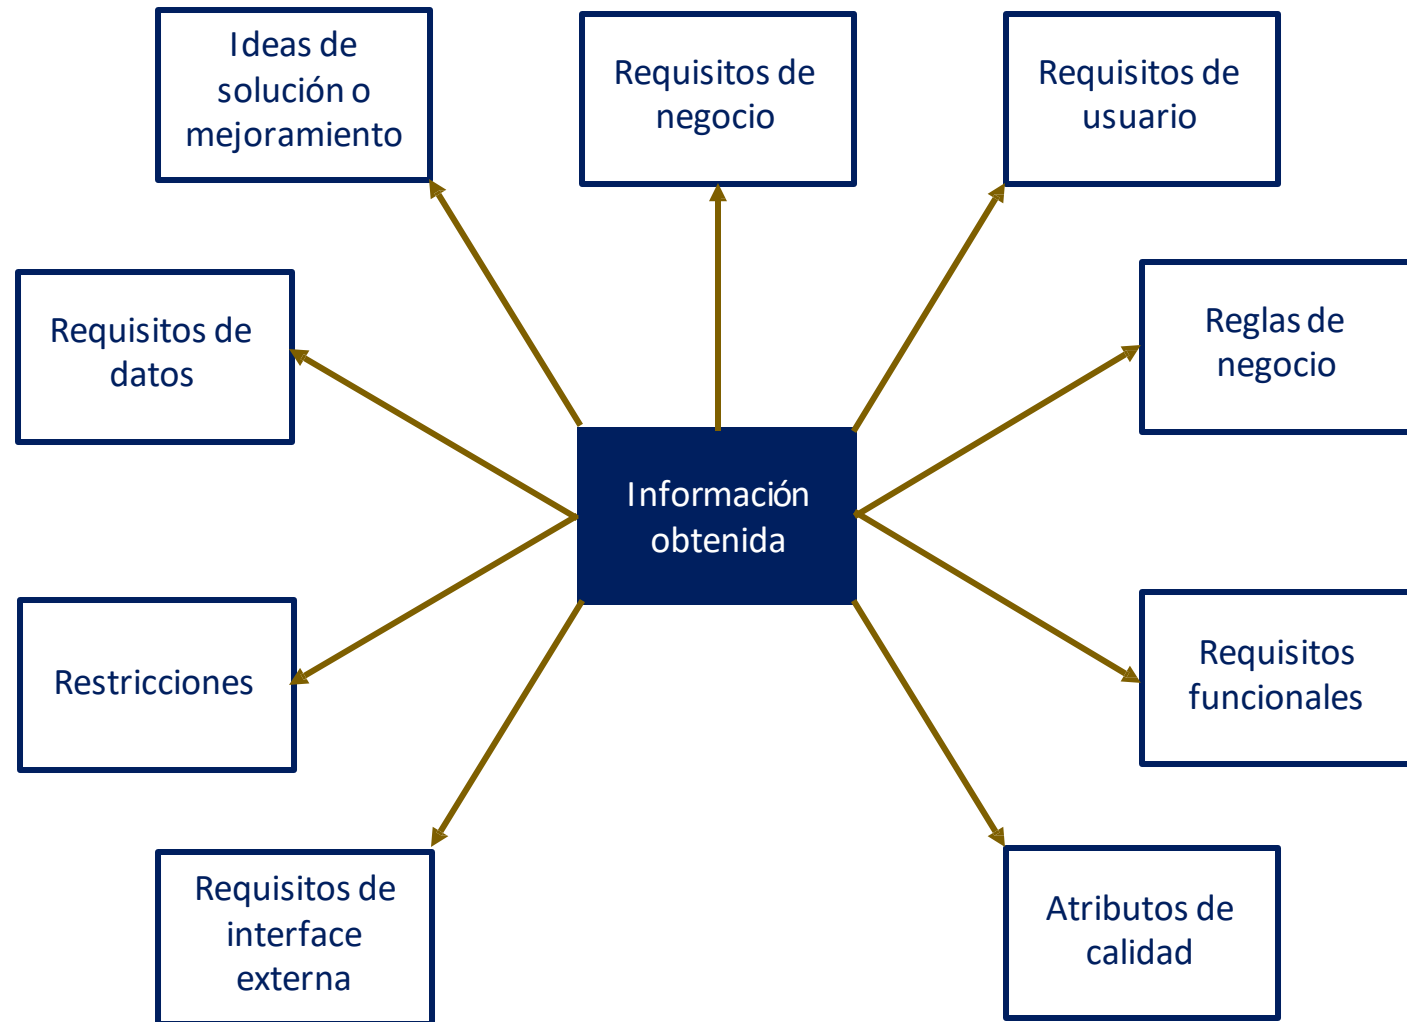 Ideas de
solución o
mejoramiento
Requisitos de
negocio
Requisitos de
usuario
Requisitos de
datos
Reglas de
negocio
Información
obtenida
Restricciones
Requisitos
funcionales
Requisitos de
interface
externa
Atributos de
calidad